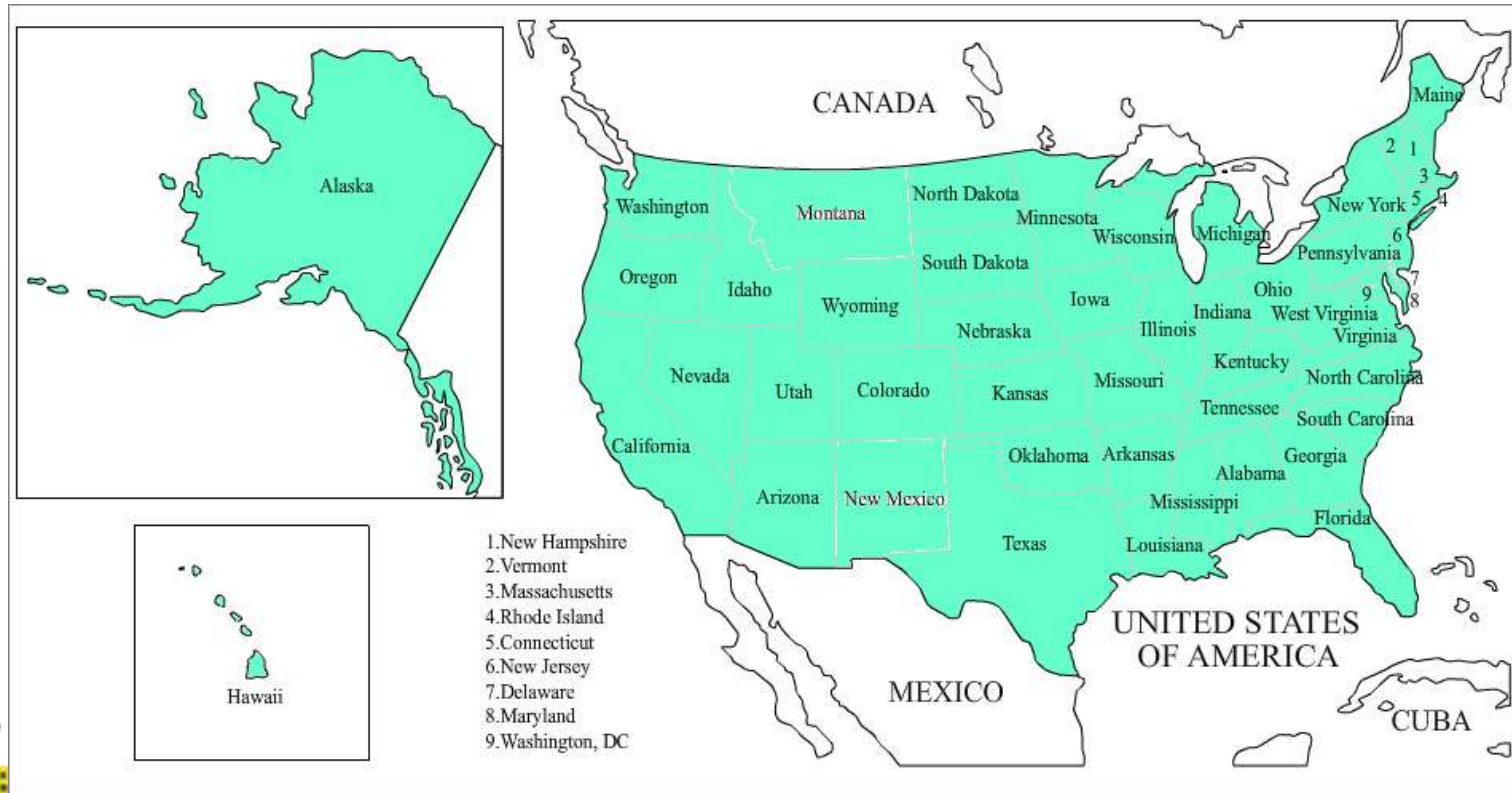 CANADA
Maine
2
1
Alaska
3
Washington
Montana
North Dakota
Minnesota
New York
5
4
Wisconsin
Michigan
6
Pennsylvania
Oregon
Idaho
South Dakota
7
Wyoming
Iowa
Ohio
9
8
Nebraska
Illinois
Indiana
West Virginia
Virginia
Nevada
Utah
Colorado
Kansas
Missouri
Kentucky
North Carolina
Tennessee
South Carolina
California
Oklahoma
Arkansas
Georgia
Alabama
Arizona
New Mexico
Mississippi
Florida
Texas
Louisiana
1.New Hampshire
2.Vermont
3.Massachusetts
4.Rhode Island
5.Connecticut
6.New Jersey
7.Delaware
8.Maryland
9.Washington, DC
UNITED STATES
OF AMERICA
Hawaii
MEXICO
CUBA